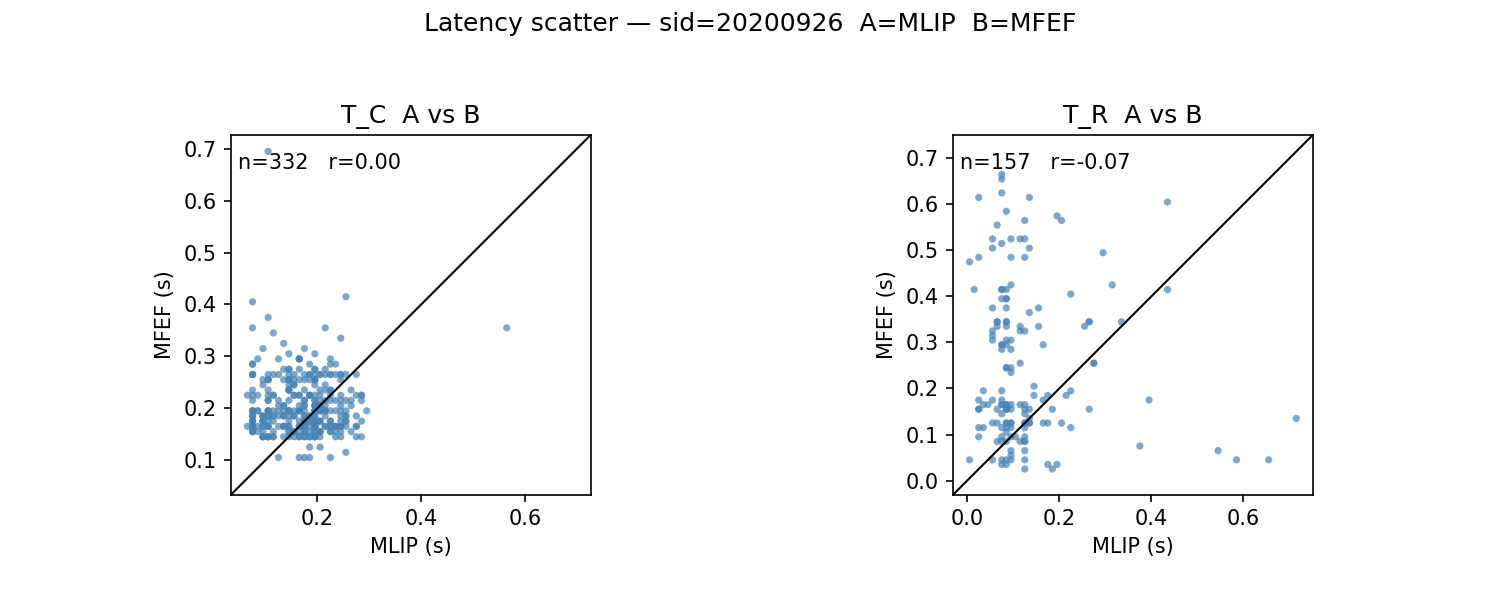 Latency scatter — sid=20200926  A=MLIP  B=MFEF
T_C  A vs B
n=332   r=0.00
0.7
0.6
0.5
0.4
0.3
0.2
0.1
MFEF (s)
0.2 0.4 0.6
MLIP (s)
T_R  A vs B
n=157   r=-0.07
0.7
0.6
0.5
0.4
0.3
0.2
0.1
0.0
MFEF (s)
0.0 0.2 0.4 0.6
MLIP (s)